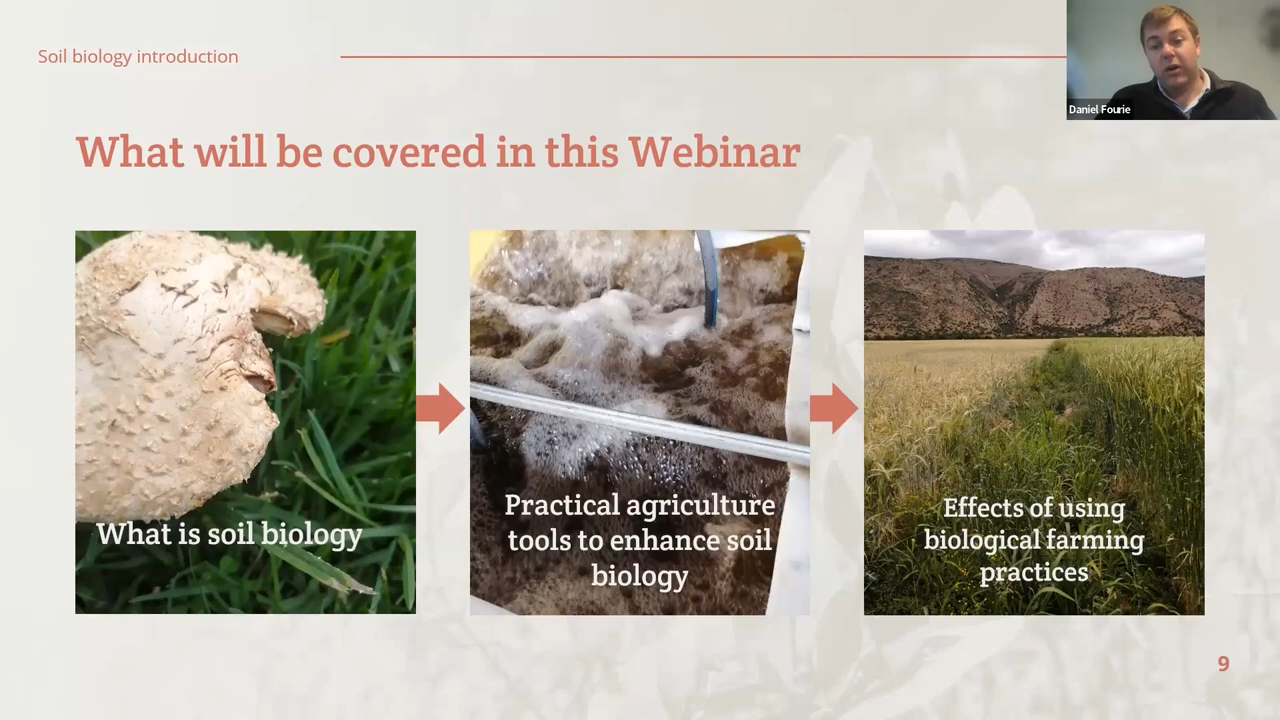 Soil biology introduction
Daniel Fourie
What will be covered in this Webinar
What is soil biology
Practical agriculture
tools to enhance soil
biology
Effects of using
biological farming
practices
9